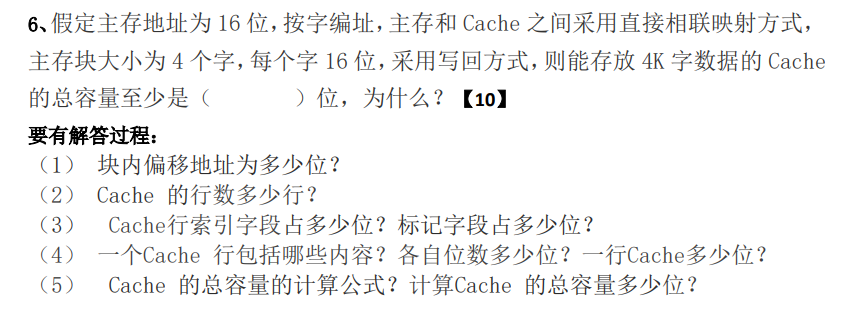 6、假定主存地址为 16 位，按字编址，主存和 Cache 之间采用直接相联映射方式，
主存块大小为 4 个字，每个字 16 位，采用写回方式，则能存放 4K 字数据的 Cache
的总容量至少是（　　　）位，为什么？【10】
要有解答过程：
（1） 块内偏移地址为多少位？
（2） Cache 的行数多少行？
（3） Cache行索引字段占多少位？标记字段占多少位？
（4） 一个Cache 行包括哪些内容？各自位数多少位？一行Cache多少位？
（5） Cache 的总容量的计算公式？计算Cache 的总容量多少位？